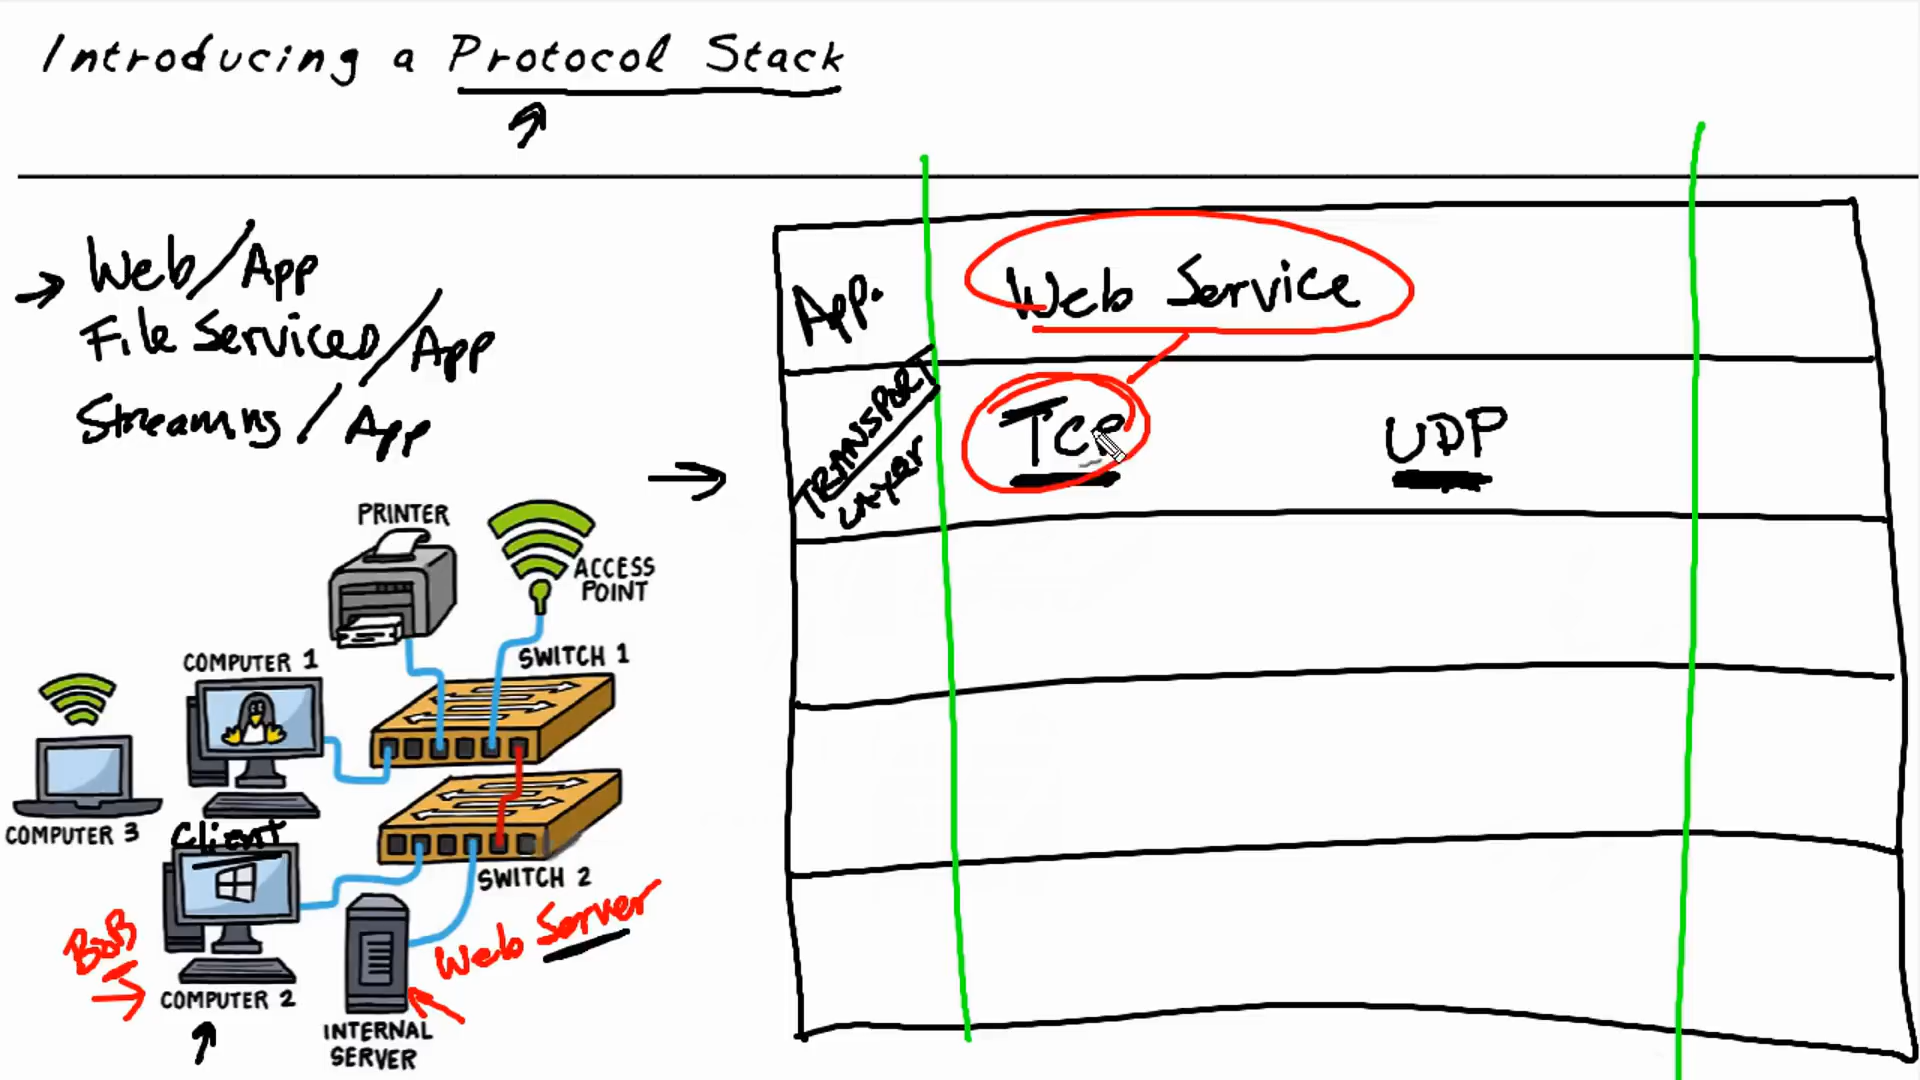 Introducing a Protocol Stack
Web/App
File Services/App
Streaming/App
PRINTER
ACCESS
POINT
SWITCH 1
COMPUTER 1
COMPUTER 3
Client
SWITCH 2
Web Server
BOB
COMPUTER 2
INTERNAL
SERVER
App.
Web Service
TRANSPORT
LAYER
TCP
UDP